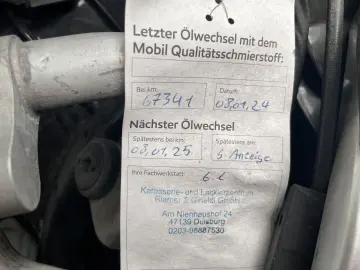 Letzter Ölwechsel mit dem
Mobil Qualitätsschmierstoff:
Bei km:
67341
Datum:
08.01.24
Nächster Ölwechsel
Spätestens bei km:
08.01.25
Spätestens am:
S. Anzeige
Ihre Fachwerkstatt:
6.l
Karosserie- und Lackierzentrum
GmbH
Am Nienhaushof 24
47139 Duisburg
0203-98687530